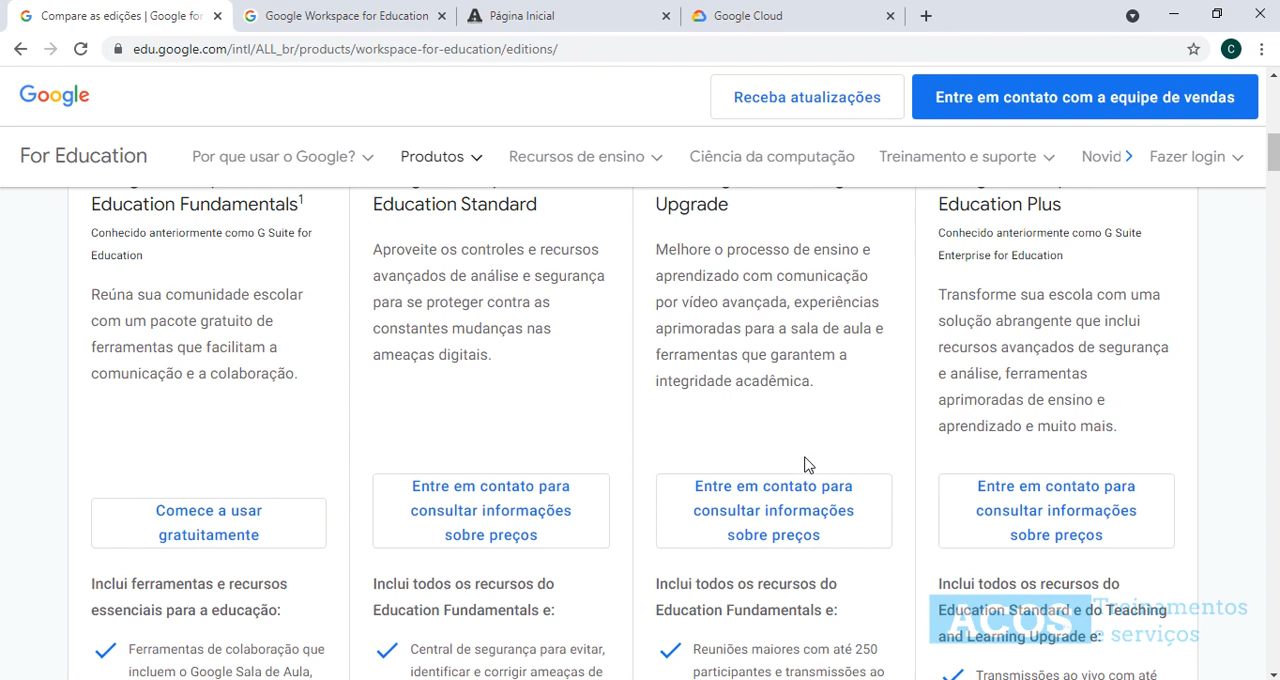 Compare as edições | Google for
Google Workspace for Education
Página Inicial
Google Cloud
edu.google.com/intl/ALL_br/products/workspace-for-education/editions/
C
Google
Receba atualizações
Entre em contato com a equipe de vendas
For Education
Por que usar o Google?
Produtos
Recursos de ensino
Ciência da computação
Treinamento e suporte
Novid
Fazer login
Education Fundamentals1
Conhecido anteriormente como G Suite for
Education
Reúna sua comunidade escolar
com um pacote gratuito de
ferramentas que facilitam a
comunicação e a colaboração.
Comece a usar
gratuitamente
Inclui ferramentas e recursos
essenciais para a educação:
Ferramentas de colaboração que
incluem o Google Sala de Aula,
Education Standard
Aproveite os controles e recursos
avançados de análise e segurança
para se proteger contra as
constantes mudanças nas
ameaças digitais.
Entre em contato para
consultar informações
sobre preços
Inclui todos os recursos do
Education Fundamentals e:
Central de segurança para evitar,
identificar e corrigir ameaças de
Upgrade
Melhore o processo de ensino e
aprendizado com comunicação
por vídeo avançada, experiências
aprimoradas para a sala de aula e
ferramentas que garantem a
integridade acadêmica.
Entre em contato para
consultar informações
sobre preços
Inclui todos os recursos do
Education Fundamentals e:
Reuniões maiores com até 250
participantes e transmissões ao
Education Plus
Conhecido anteriormente como G Suite
Enterprise for Education
Transforme sua escola com uma
solução abrangente que inclui
recursos avançados de segurança
e análise, ferramentas
aprimoradas de ensino e
aprendizado e muito mais.
Entre em contato para
consultar informações
sobre preços
Inclui todos os recursos do
Education Standard e do Teaching
and Learning Upgrade e:
Transmissões ao vivo com até
ACOS
Treinamentos
e serviços